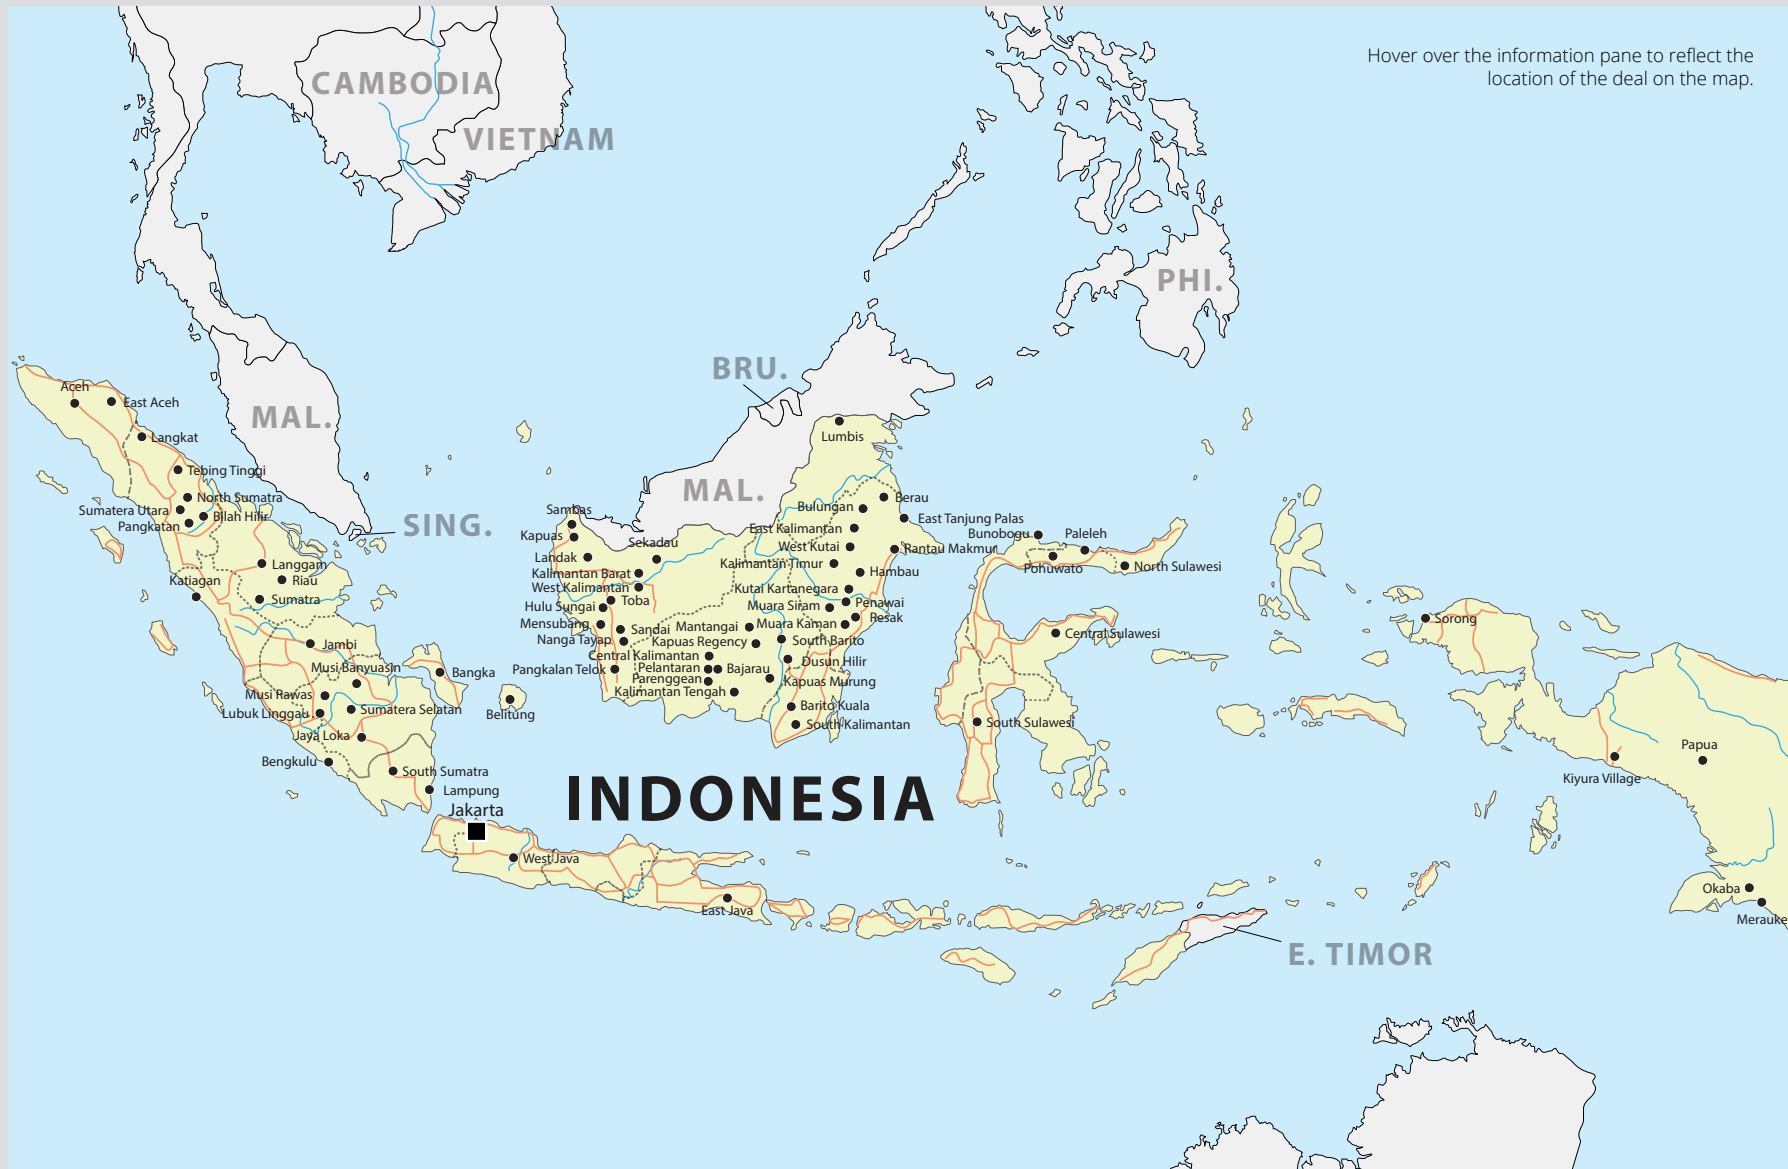 Hover over the information pane to reflect the
location of the deal on the map.
CAMBODIA
VIETNAM
PHI.
BRU.
MAL.
MAL.
SING.
Aceh
East Aceh
Langkat
Tebing Tinggi
North Sumatra
Sumatera Utara
Bilah Hilir
Pangkatan
Langgam
Katiagan
Riau
Sumatra
Jambi
Musi Banyuasin
Bangka
Musi Rawas
Lubuk Linggau
Sumatera Selatan
Belitung
Jaya Loka
Bengkulu
South Sumatra
Lampung
Jakarta
West Java
East Java
INDONESIA
Lumbis
Berau
Bulungan
Sambas
East Tanjung Palas
East Kalimantan
Kapuas
Sekadau
West Kutai
Rantau Makmur
Landak
Kalimantan Timur
Kalimantan Barat
Hambau
West Kalimantan
Kutai Kartanegara
Toba
Hulu Sungai
Muara Siram
Penawai
Resak
Mensubang
Sandai
Mantangai
Muara Kaman
Nanga Tayap
Kapuas Regency
South Barito
Central Kalimantan
Dusun Hilir
Pangkalan Telok
Pelantaran
Bajarau
Parenggean
Kapuas Murung
Kalimantan Tengah
Barito Kuala
South Kalimantan
Bunobogu
Paleleh
Pohuwato
North Sulawesi
Central Sulawesi
South Sulawesi
Sorong
Papua
Kiyura Village
Okaba
Merauke
E. TIMOR